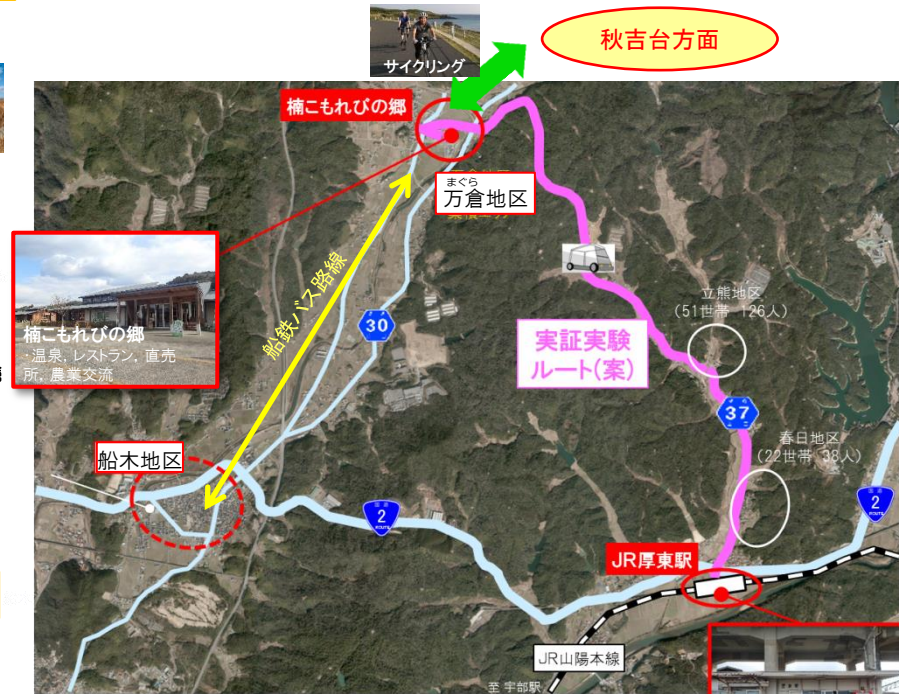 サイクリング
秋吉台方面
楠こもれびの郷
まぐら
万倉地区
楠こもれびの郷
・温泉，レストラン，直売
所，農業交流
船鉄バス路線
30
立熊地区
(51世帯 126人)
実証実験
ルート(案)
37
春日地区
(22世帯 38人)
船木地区
2
ROUTE
2
ROUTE
JR厚東駅
JR山陽本線
至 宇部駅